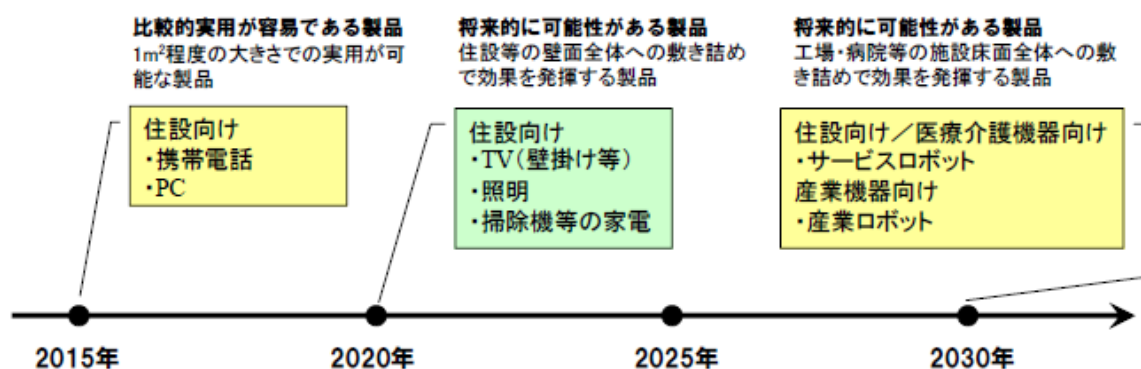 比較的実用が容易である製品
1m²程度の大きさでの実用が可
能な製品
住設向け
・携帯電話
・PC
将来的に可能性がある製品
住設等の壁面全体への敷き詰め
で効果を発揮する製品
住設向け
・TV(壁掛け等)
・照明
・掃除機等の家電
将来的に可能性がある製品
工場・病院等の施設床面全体への敷
き詰めで効果を発揮する製品
住設向け/医療介護機器向け
・サービスロボット
産業機器向け
・産業ロボット
2015年
2020年
2025年
2030年